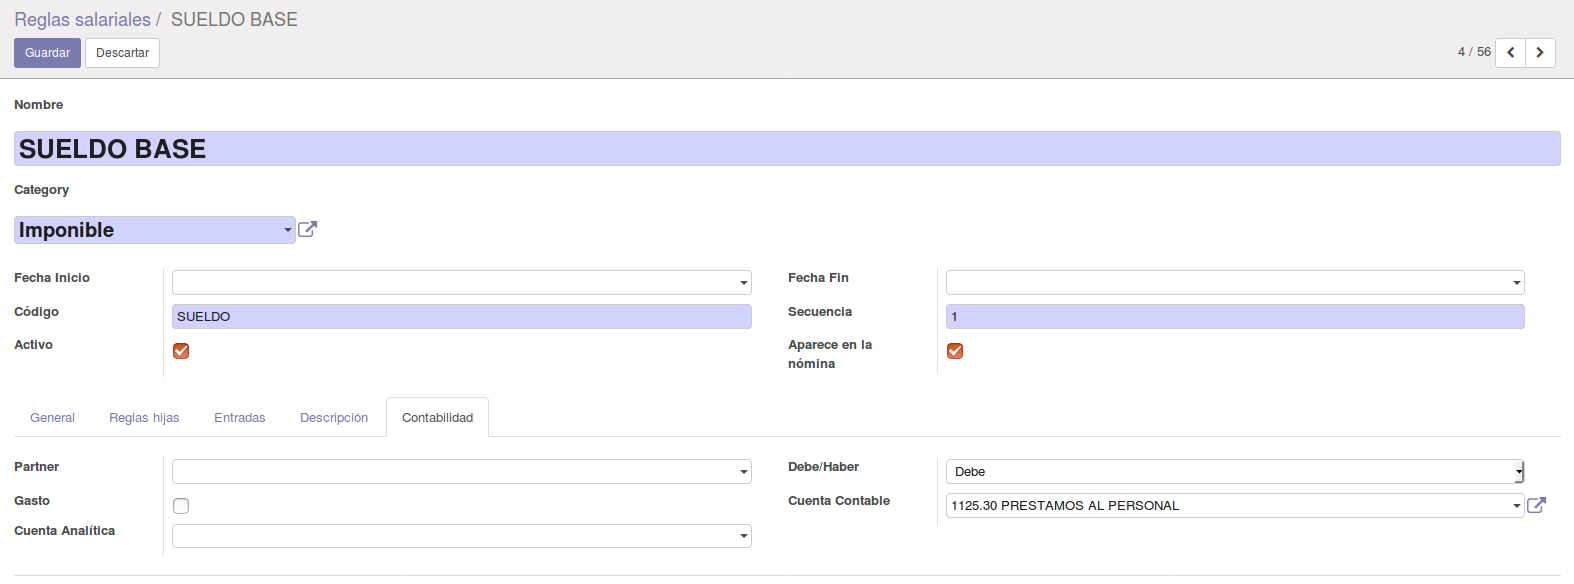 Reglas salariales / SUELDO BASE
Guardar Descartar 4 / 56
Nombre
SUELDO BASE
Category
Imponible
Fecha Inicio Fecha Fin
Código SUELDO Secuencia 1
Activo Aparece en la
nómina
General Reglas hijas Entradas Descripción Contabilidad
Partner Debe/Haber Debe
Gasto Cuenta Contable 1125.30 PRESTAMOS AL PERSONAL
Cuenta Analítica